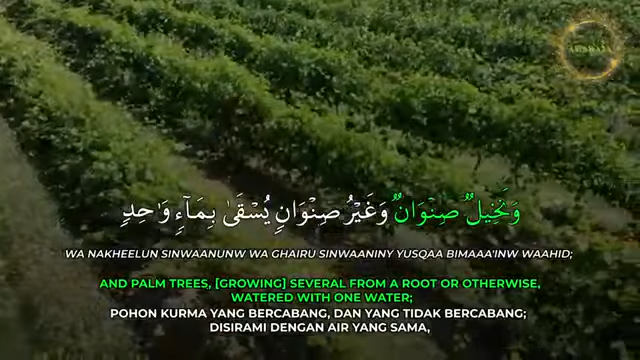 وَنَخِيلٌ صِنْوَانٌ وَغَيْرُ صِنْوَانٍ يُسْقَىٰ بِمَآءٍ وَٰحِدٍ
WA NAKHEELUN SINWAANUNW WA GHAIRU SINWAANINY YUSQAA BIMAAA'INW WAAHID;
AND PALM TREES, [GROWING] SEVERAL FROM A ROOT OR OTHERWISE,
WATERED WITH ONE WATER;
POHON KURMA YANG BERCABANG, DAN YANG TIDAK BERCABANG;
DISIRAMI DENGAN AIR YANG SAMA,